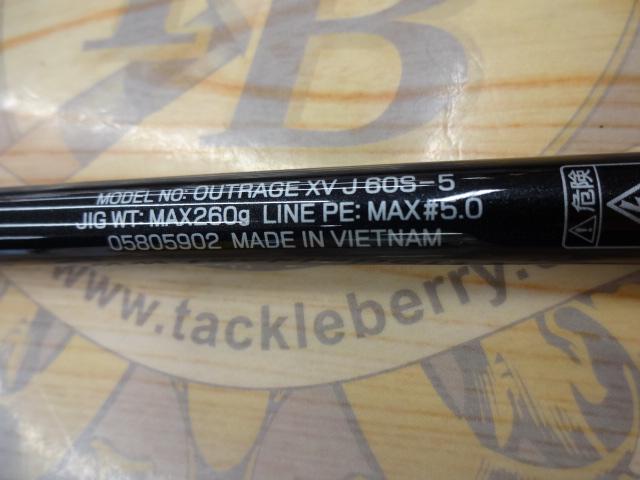 B
MODEL NO: OUTRAGE XV J 60S-5
JIG WT: MAX260g LINE PE: MAX#5.0
05805902 MADE IN VIETNAM
危険
www.tackleberry.c